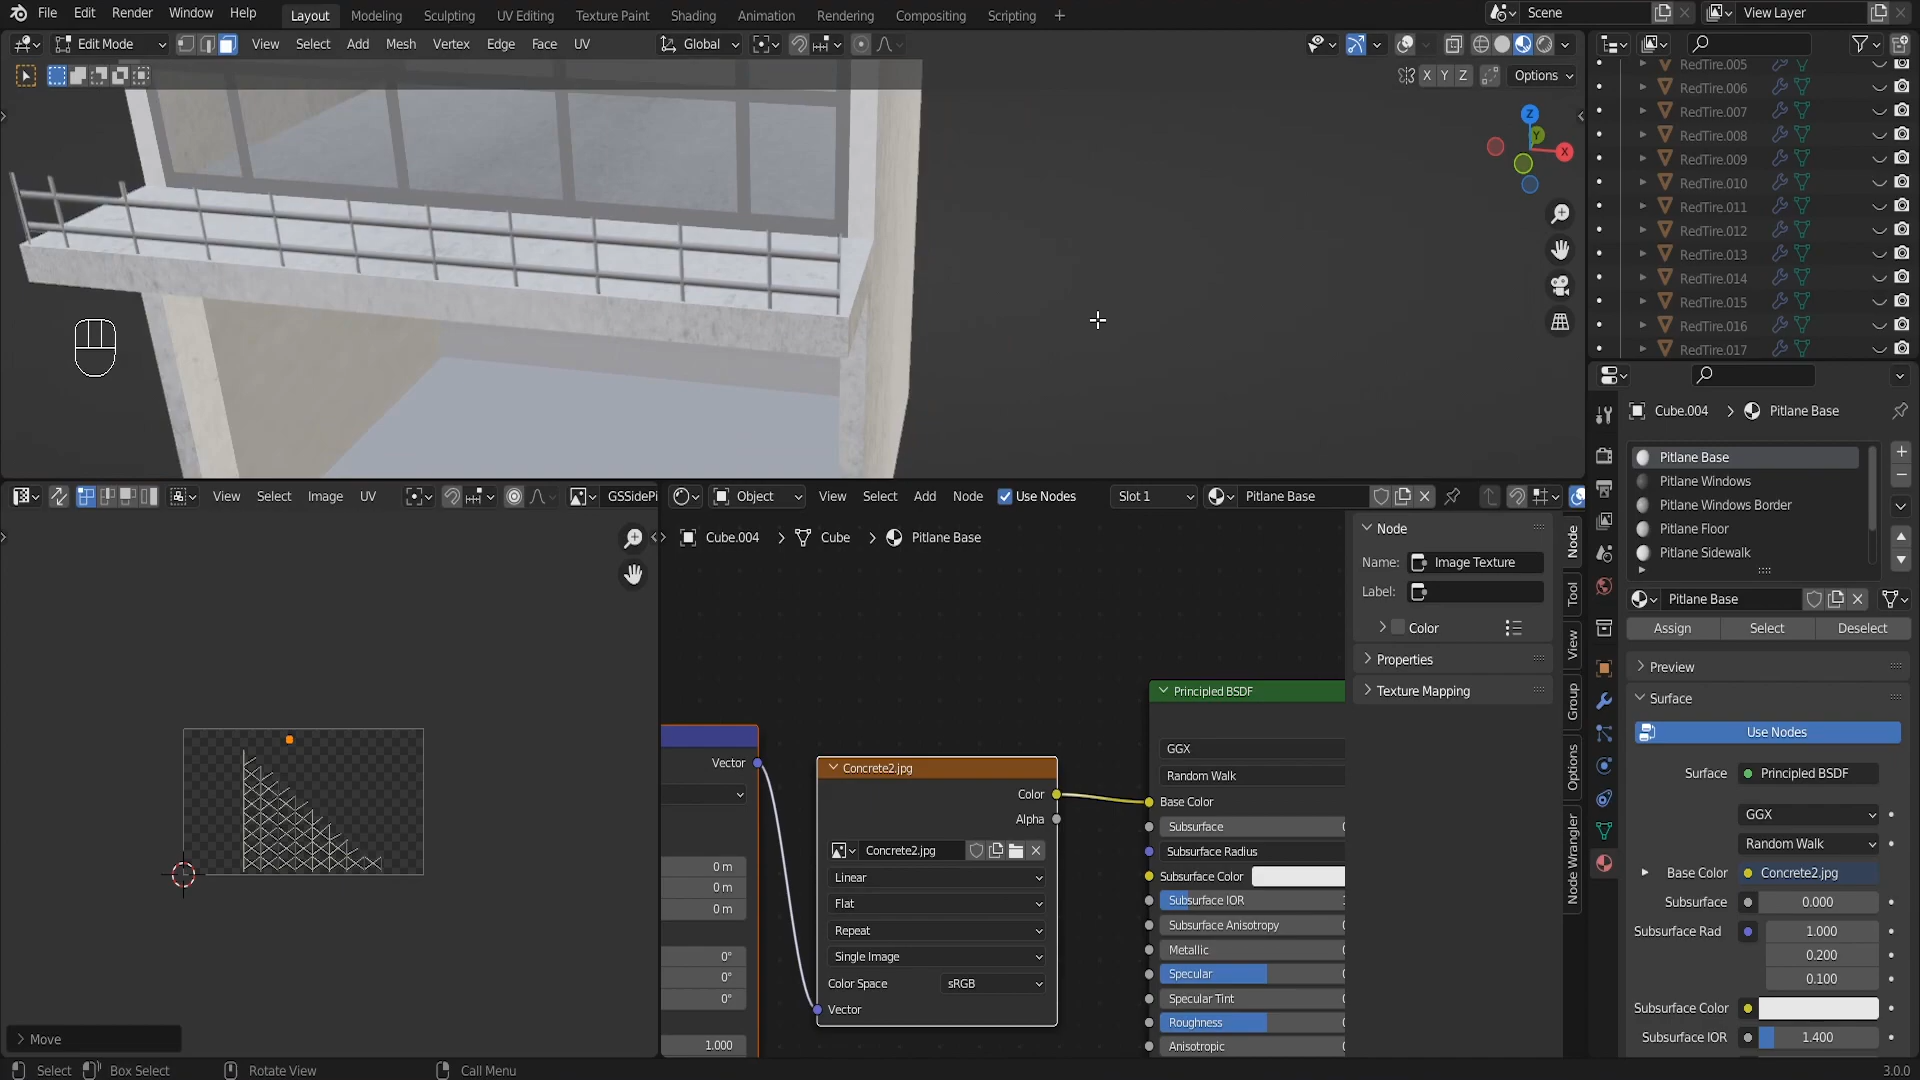 File Edit Render Window Help Layout Modeling Sculpting UV Editing Texture Paint Shading Animation Rendering Compositing Scripting + Scene View Layer
Edit Mode View Select Add Mesh Vertex Edge Face UV Global
X Y Z Options
Z
Y
X
RedTire.005
RedTire.006
RedTire.007
RedTire.008
RedTire.009
RedTire.010
RedTire.011
RedTire.012
RedTire.013
RedTire.014
RedTire.015
RedTire.016
RedTire.017
Cube.004 > Pitlane Base
Pitlane Base
Pitlane Windows
Pitlane Windows Border
Pitlane Floor
Pitlane Sidewalk
Pitlane Base
Assign Select Deselect
Preview
Surface
Use Nodes
Surface Principled BSDF
GGX
Random Walk
Base Color Concrete2.jpg
Subsurface 0.000
Subsurface Rad 1.000
0.200
0.100
Subsurface Color
Subsurface IOR 1.400
View Select Image UV GSSidePi
Move
Object View Select Add Node Use Nodes Slot 1 Pitlane Base
Cube.004 > Cube > Pitlane Base
Node
Name: Image Texture
Label:
Color
Properties
Texture Mapping
Node
Tool
View
Group
Options
Node Wrangler
Vector
0 m
0 m
0 m
0°
0°
0°
1.000
Concrete2.jpg
Color
Alpha
Concrete2.jpg
Linear
Flat
Repeat
Single Image
Color Space sRGB
Vector
Principled BSDF
GGX
Random Walk
Base Color
Subsurface
Subsurface Radius
Subsurface Color
Subsurface IOR
Subsurface Anisotropy
Metallic
Specular
Specular Tint
Roughness
Anisotropic
Select Box Select Rotate View Call Menu 3.0.0